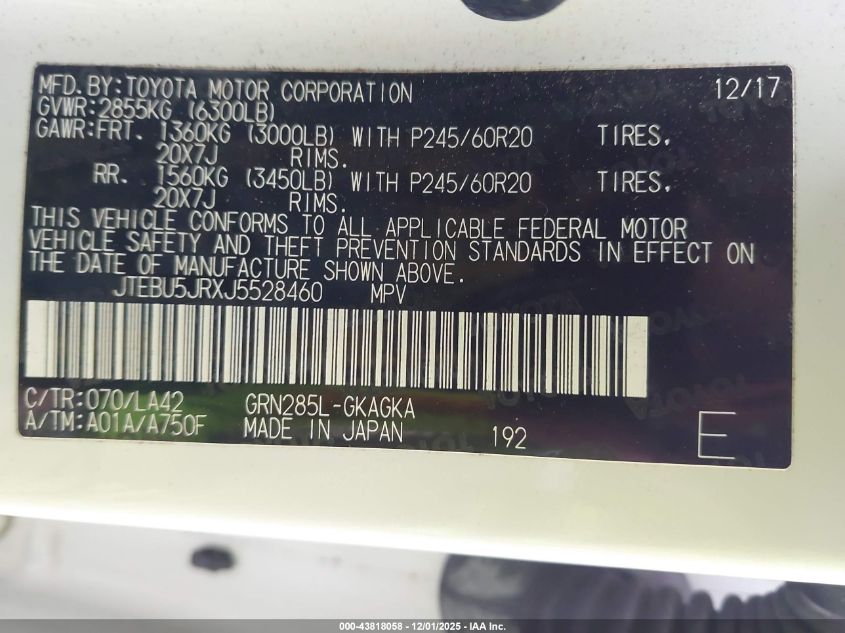 MFD.BY:TOYOTA MOTOR CORPORATION 12/17
GVWR:2855KG (6300LB)
GAWR:FRT. 1360KG (3000LB) WITH P245/60R20 TIRES.
20X7J RIMS.
RR. 1560KG (3450LB) WITH P245/60R20 TIRES.
20X7J RIMS.
THIS VEHICLE CONFORMS TO ALL APPLICABLE FEDERAL MOTOR
VEHICLE SAFETY AND THEFT PREVENTION STANDARDS IN EFFECT ON
THE DATE OF MANUFACTURE SHOWN ABOVE.
JTEBU5JRXJ5528460 MPV
C/TR:070/LA42 GRN285L-GKAGKA
A/TM:A01A/A750F MADE IN JAPAN 192 E
000-43818058 - 12/01/2025 - IAA Inc.